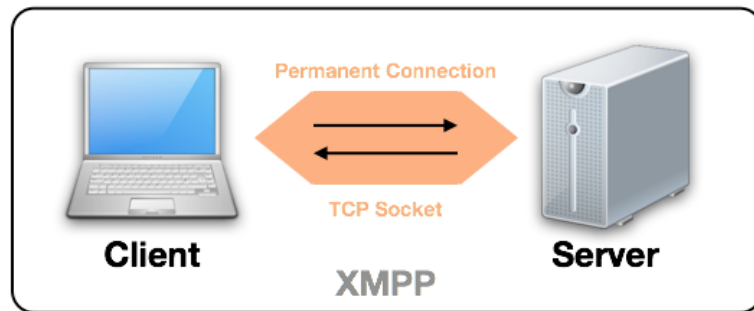 Permanent Connection
TCP Socket
Client
Server
XMPP